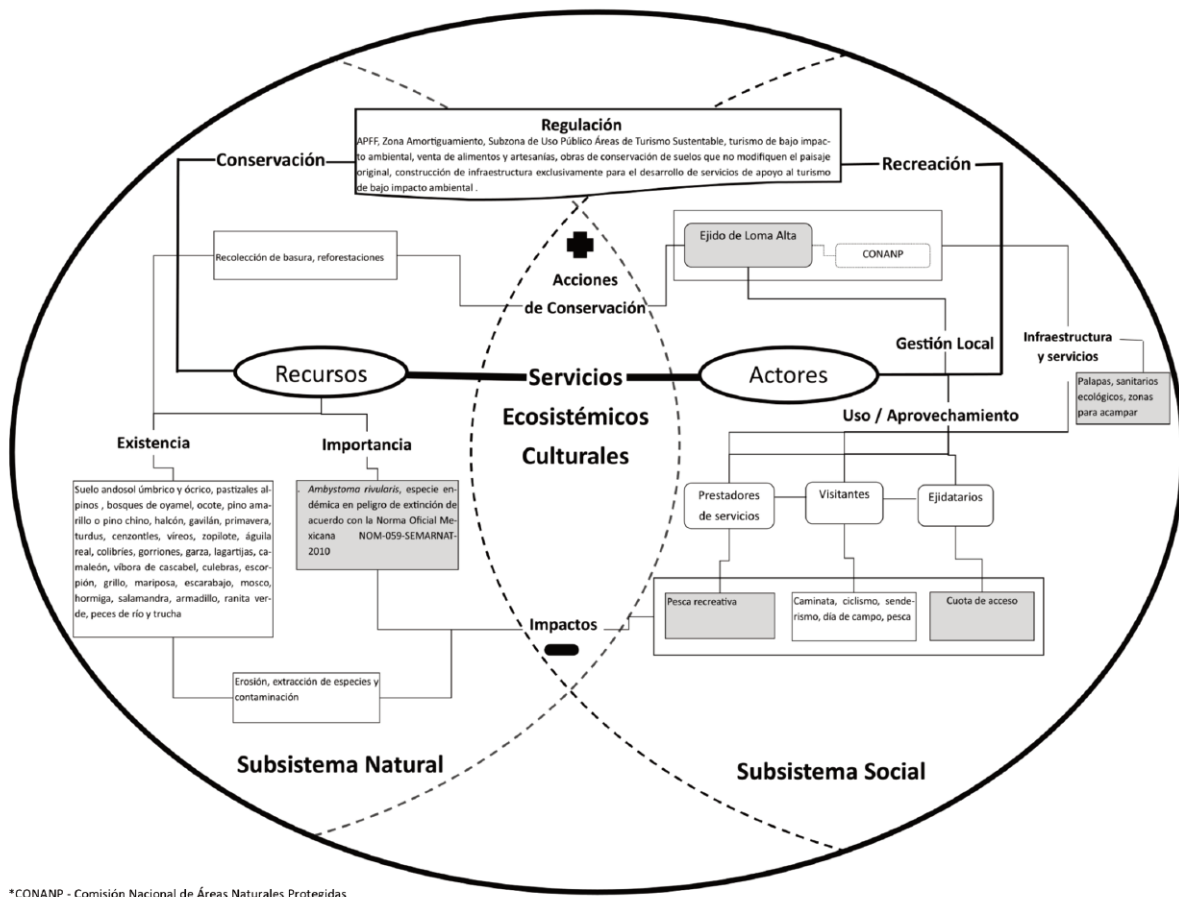 Regulación
APFF, Zona Amortiguamiento, Subzona de Uso Público Áreas de Turismo Sustentable, turismo de bajo impac-
to ambiental, venta de alimentos y artesanías, obras de conservación de suelos que no modifiquen el paisaje
original, construcción de infraestructura exclusivamente para el desarrollo de servicios de apoyo al turismo
de bajo impacto ambiental .
Conservación
Recreación
Recolección de basura, reforestaciones
Acciones
de Conservación
Ejido de Loma Alta
CONANP
Gestión Local
Infraestructura
y servicios
Palapas, sanitarios
ecológicos, zonas
para acampar
Recursos
Servicios
Ecosistémicos
Culturales
Actores
Uso / Aprovechamiento
Existencia
Importancia
Suelo andosol úmbrico y ócrico, pastizales al-
pinos , bosques de oyamel, ocote, pino ama-
rillo o pino chino, halcón, gavilán, primavera,
turdus, cenzontles, vireos, zopilote, águila
real, colibríes, gorriones, garza, lagartijas, ca-
maleón, víbora de cascabel, culebras, escor-
pión, grillo, mariposa, escarabajo, mosco,
hormiga, salamandra, armadillo, ranita ver-
de, peces de río y trucha
. Ambystoma rivularis, especie en-
démica en peligro de extinción de
acuerdo con la Norma Oficial Me-
xicana NOM-059-SEMARNAT-
2010
Prestadores
de servicios
Visitantes
Ejidatarios
Pesca recreativa
Caminata, ciclismo, sende-
rismo, día de campo, pesca
Cuota de acceso
Impactos
Erosión, extracción de especies y
contaminación
Subsistema Natural
Subsistema Social
*CONANP - Comisión Nacional de Áreas Naturales Protegidas